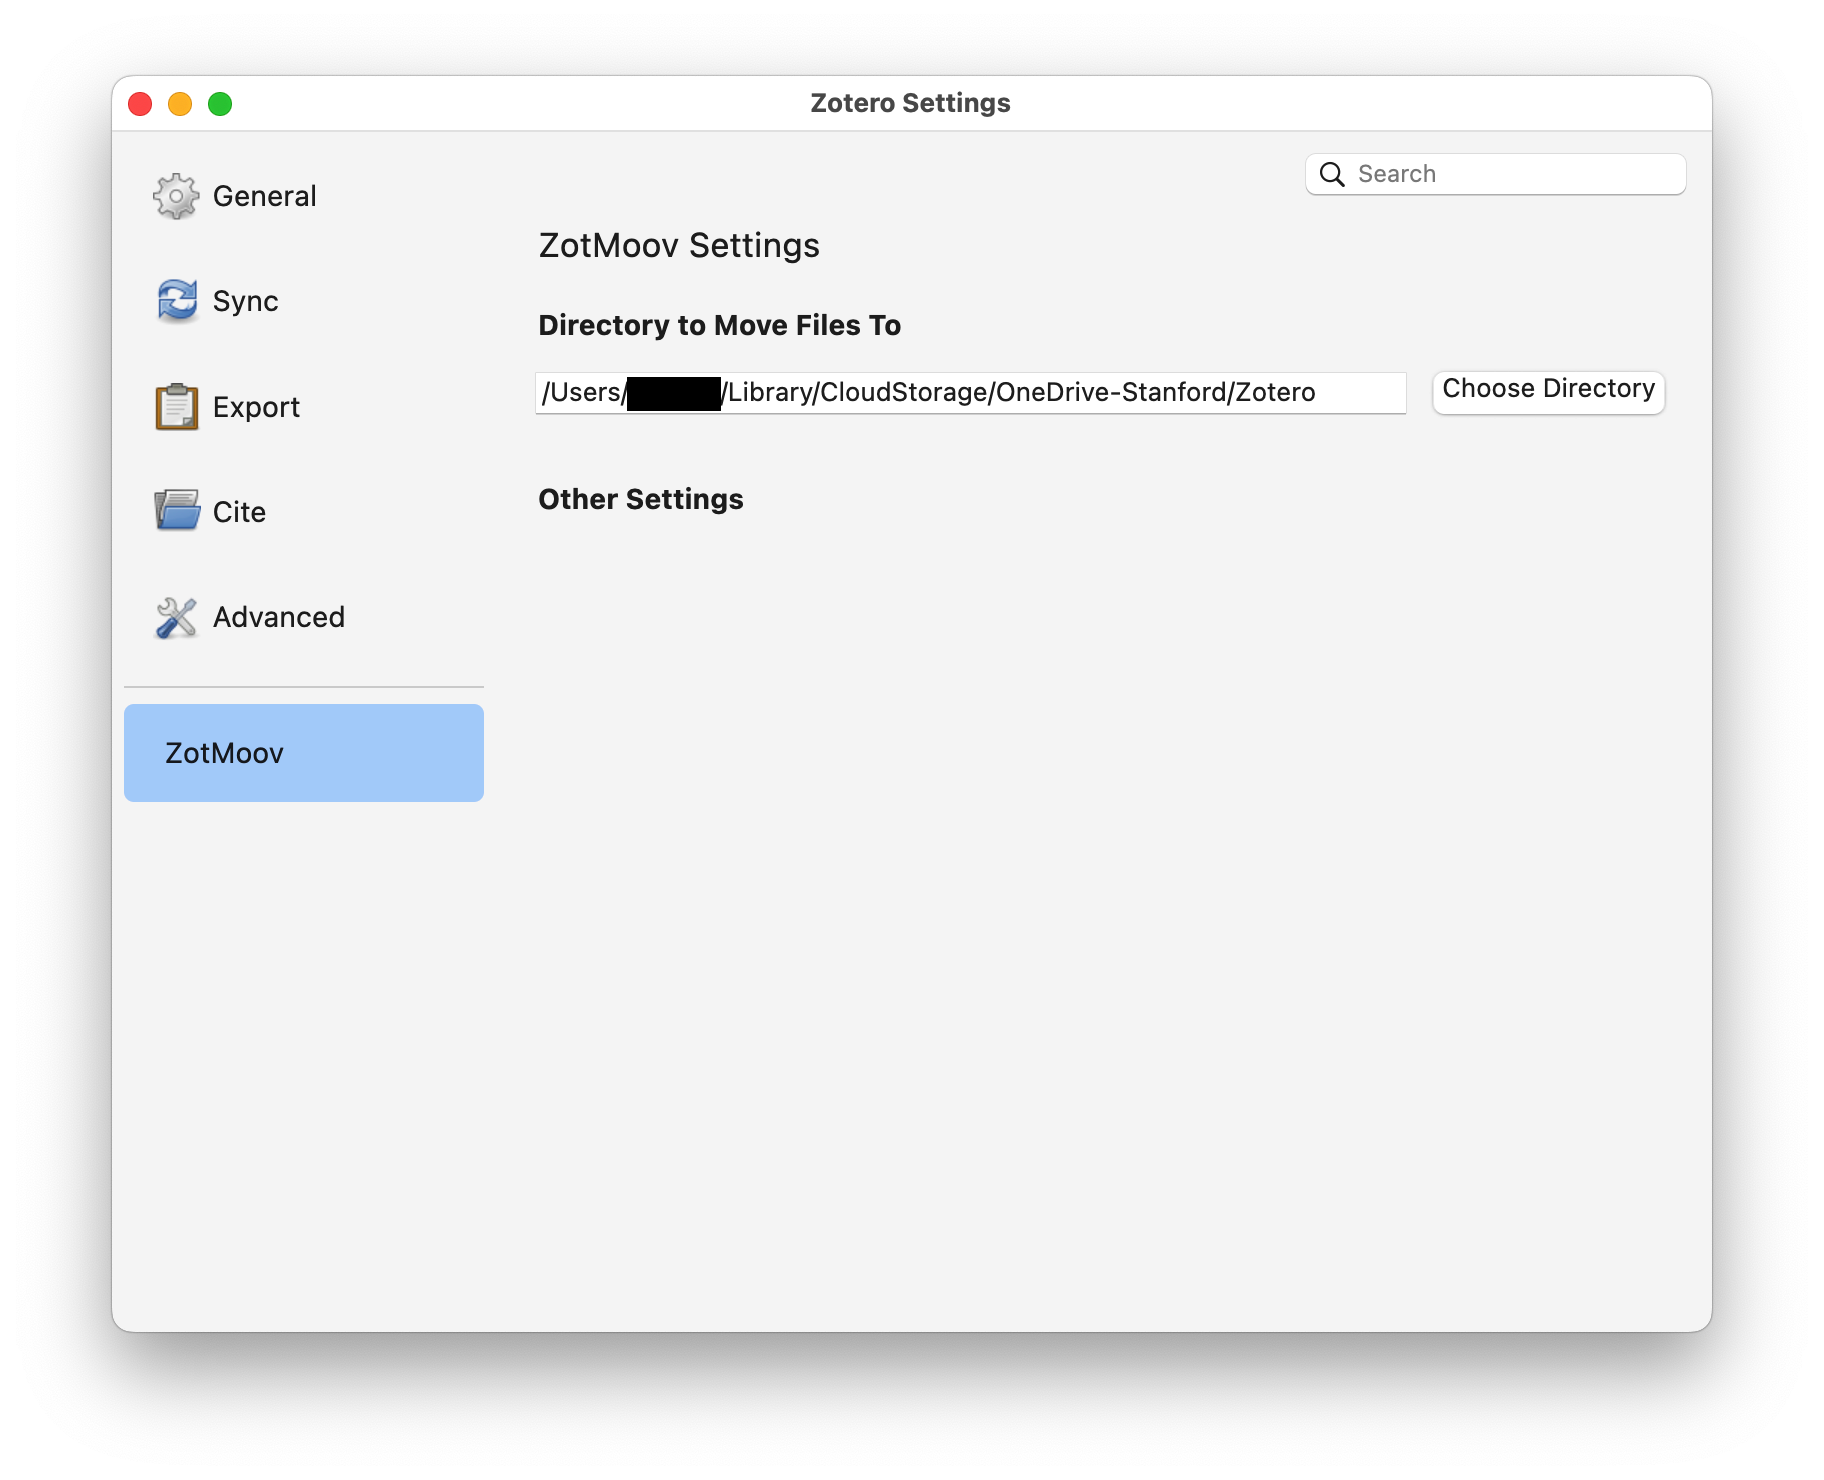 Zotero Settings
General
Sync
Export
Cite
Advanced
ZotMoov
Search
ZotMoov Settings
Directory to Move Files To
/Users/ /Library/CloudStorage/OneDrive-Stanford/Zotero
Choose Directory
Other Settings